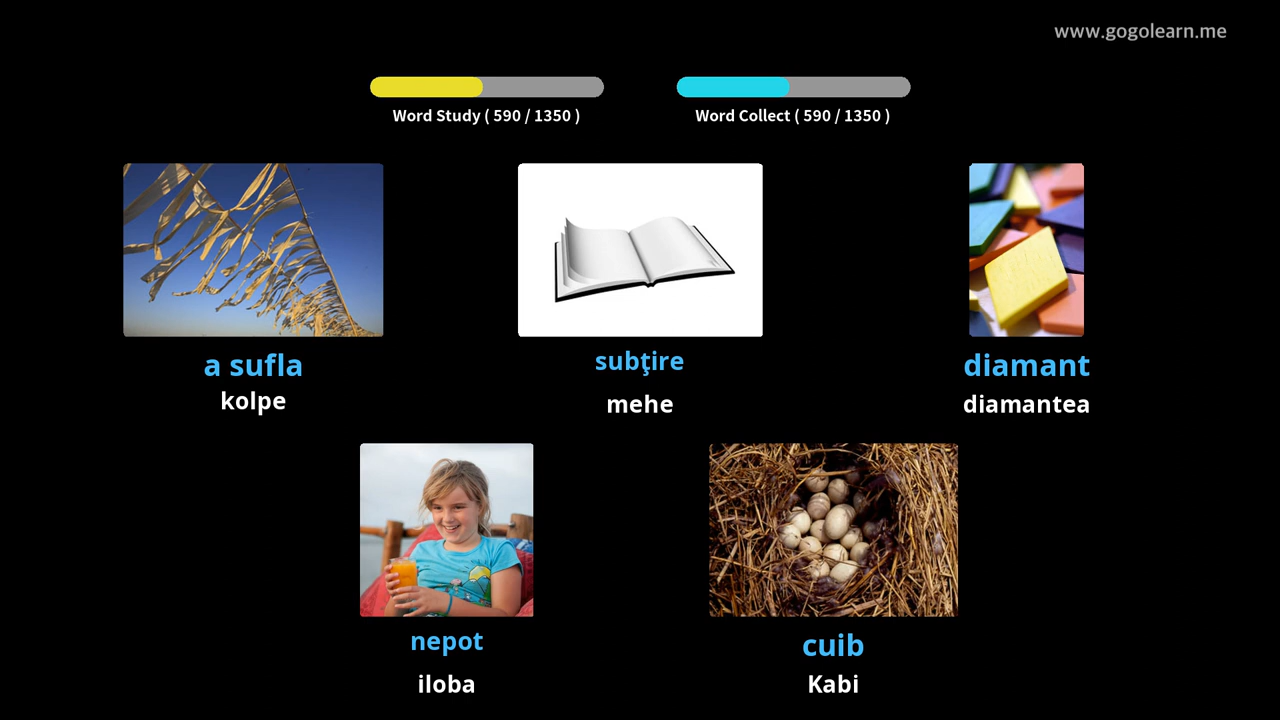 www.gogolearn.me
Word Study ( 590 / 1350 )
Word Collect ( 590 / 1350 )
a sufla
kolpe
subţire
mehe
diamant
diamantea
nepot
iloba
cuib
Kabi